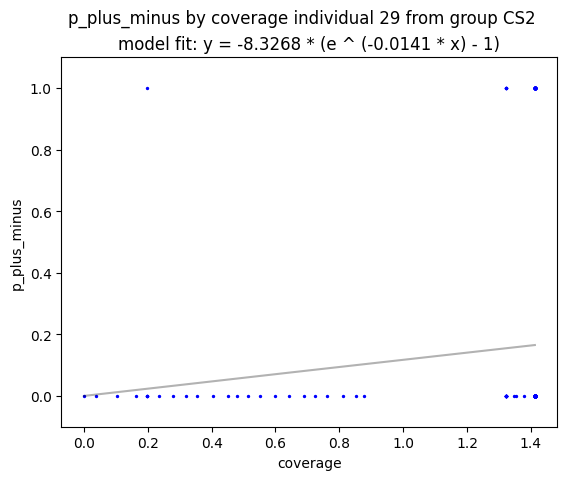 p_plus_minus by coverage individual 29 from group CS2
model fit: y = -8.3268 * (e ^ (-0.0141 * x) - 1)
1.0
0.8
0.6
0.4
0.2
0.0
p_plus_minus
0.0 0.2 0.4 0.6 0.8 1.0 1.2 1.4
coverage